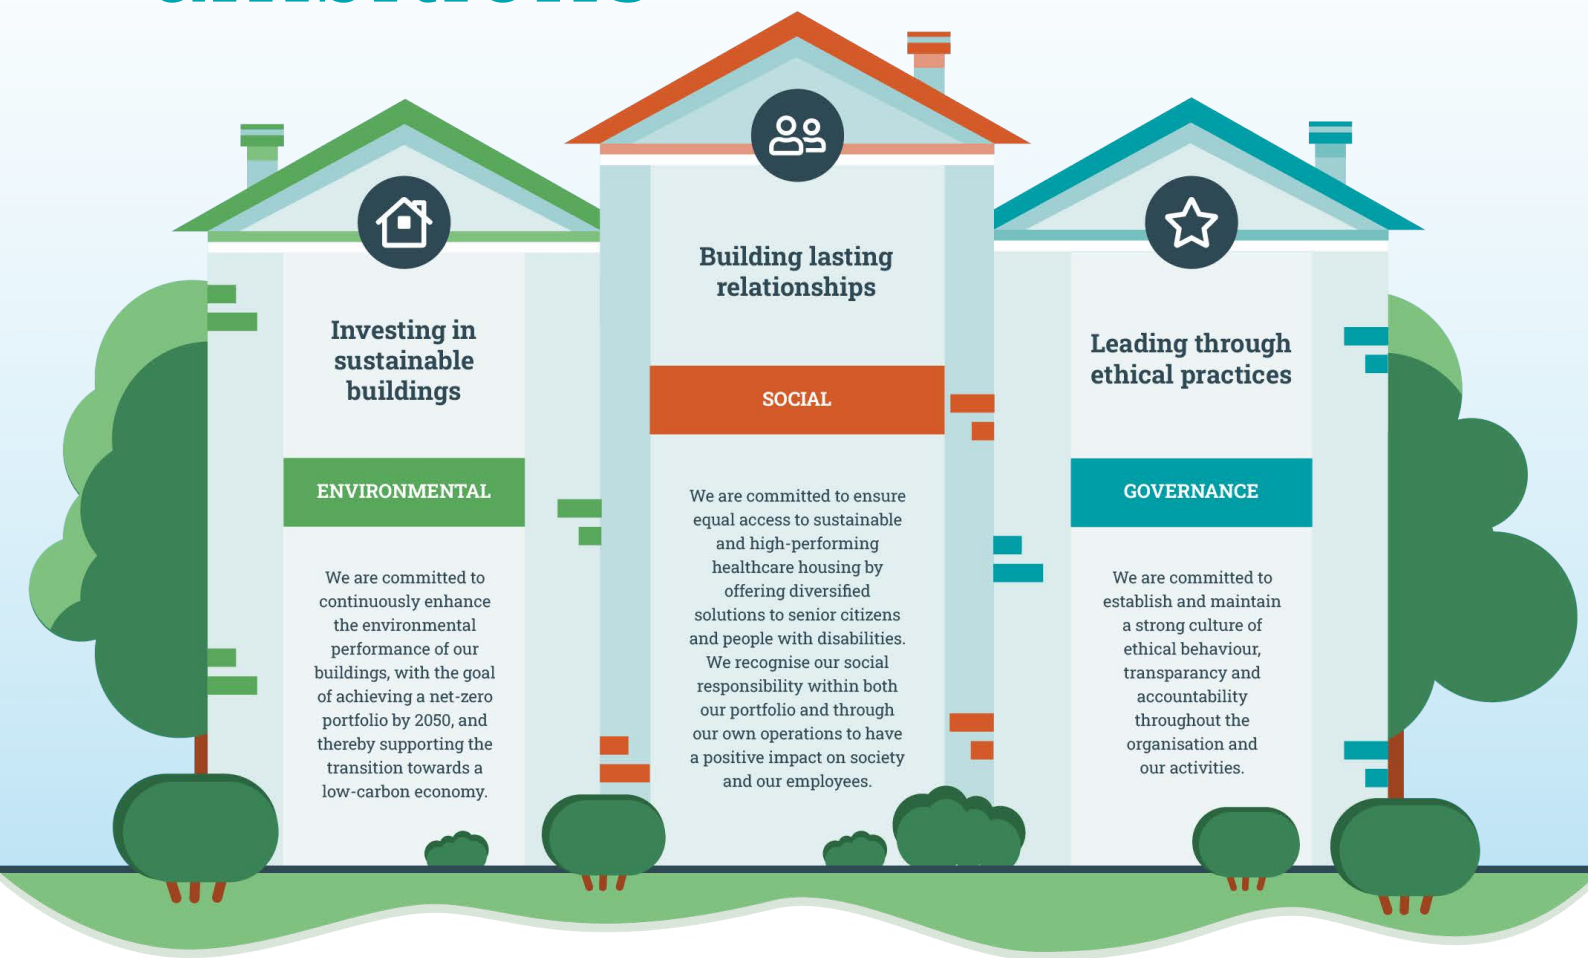 ambitions
Investing in
sustainable
buildings
ENVIRONMENTAL
We are committed to
continuously enhance
the environmental
performance of our
buildings, with the goal
of achieving a net-zero
portfolio by 2050, and
thereby supporting the
transition towards a
low-carbon economy.
Building lasting
relationships
SOCIAL
We are committed to ensure
equal access to sustainable
and high-performing
healthcare housing by
offering diversified
solutions to senior citizens
and people with disabilities.
We recognise our social
responsibility within both
our portfolio and through
our own operations to have
a positive impact on society
and our employees.
Leading through
ethical practices
GOVERNANCE
We are committed to
establish and maintain
a strong culture of
ethical behaviour,
transparancy and
accountability
throughout the
organisation and
our activities.